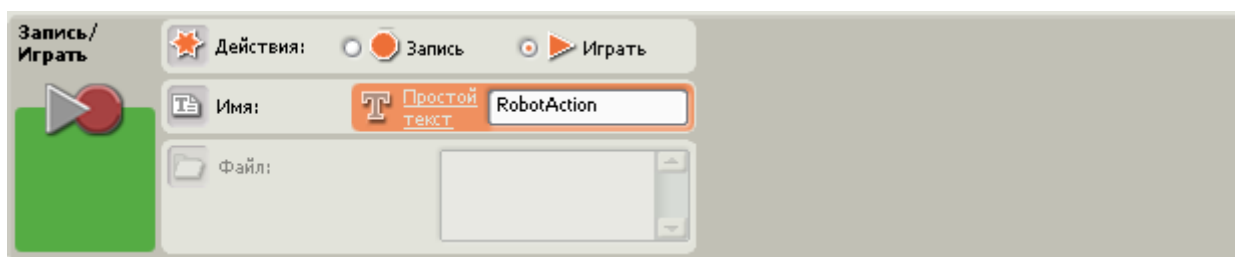 Запись/
Играть
Действия:
Запись
Играть
Имя:
Простой
текст
RobotAction
Файл: